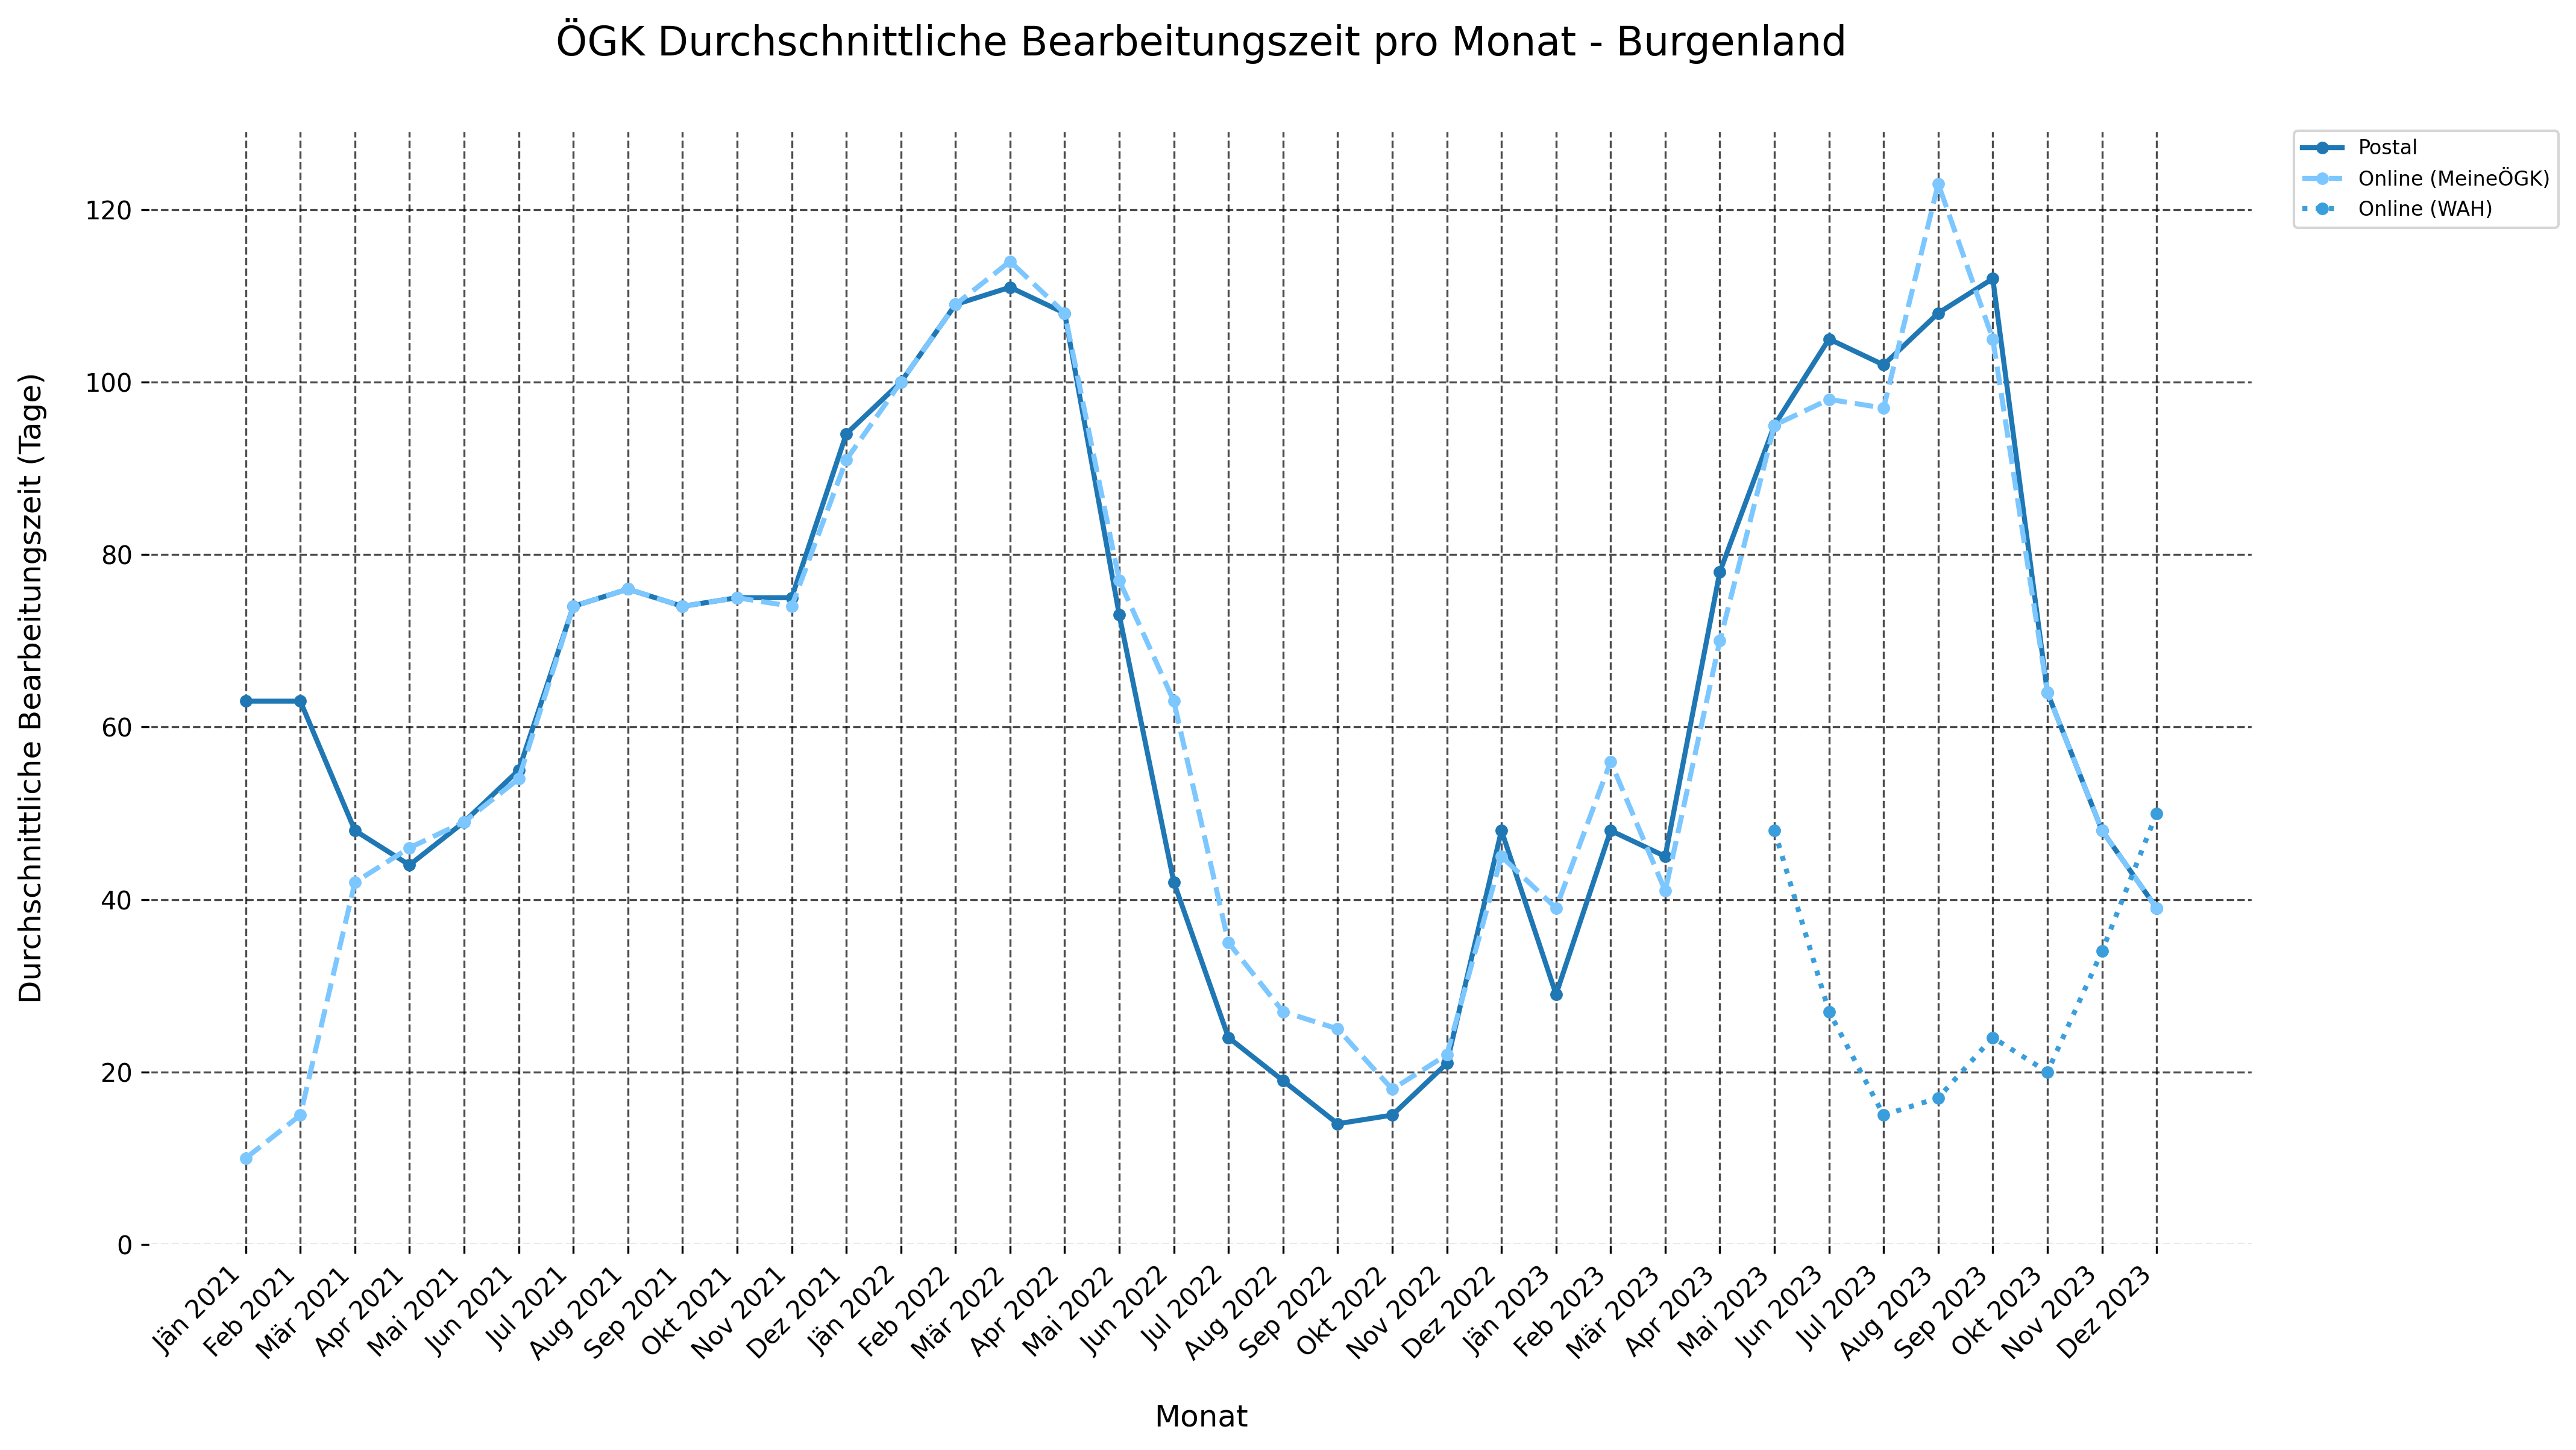 ÖGK Durchschnittliche Bearbeitungszeit pro Monat - Burgenland
Postal
Online (MeineÖGK)
Online (WAH)
Durchschnittliche Bearbeitungszeit (Tage)
120
100
80
60
40
20
0
Jän 2021
Feb 2021
Mär 2021
Apr 2021
Mai 2021
Jun 2021
Jul 2021
Aug 2021
Sep 2021
Okt 2021
Nov 2021
Dez 2021
Jän 2022
Feb 2022
Mär 2022
Apr 2022
Mai 2022
Jun 2022
Jul 2022
Aug 2022
Sep 2022
Okt 2022
Nov 2022
Dez 2022
Jän 2023
Feb 2023
Mär 2023
Apr 2023
Mai 2023
Jun 2023
Jul 2023
Aug 2023
Sep 2023
Okt 2023
Nov 2023
Dez 2023
Monat